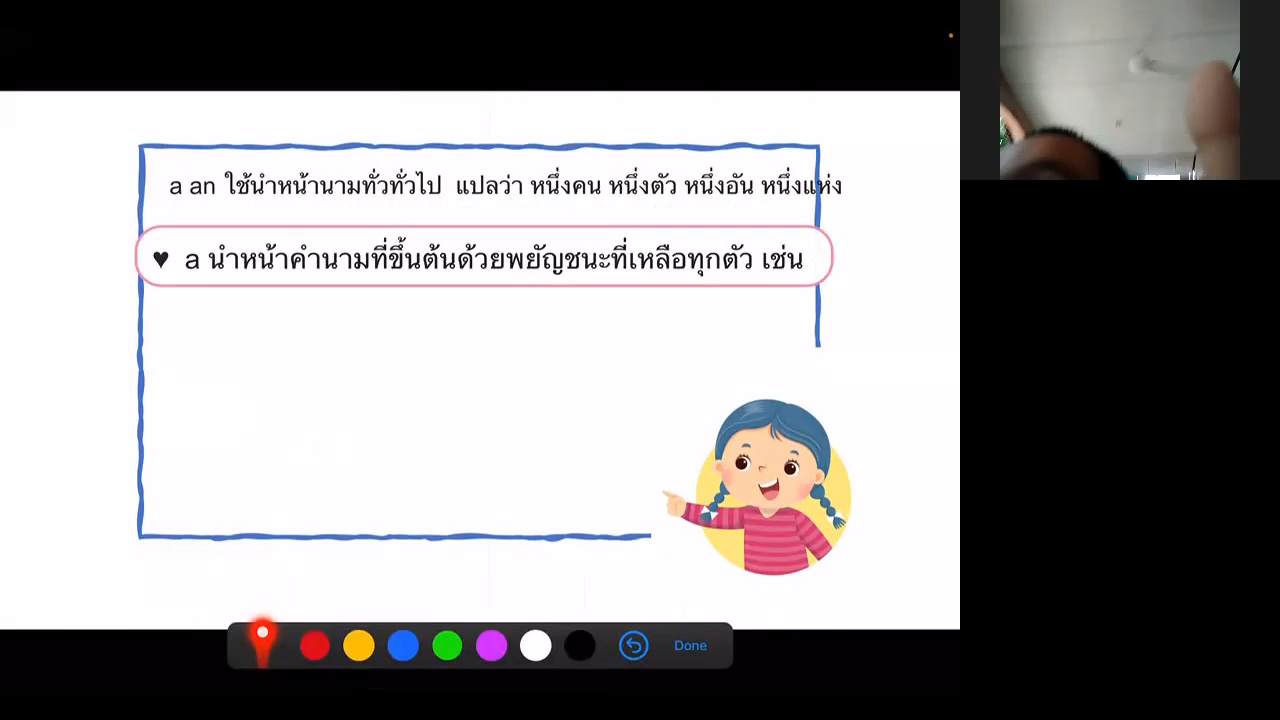 a an ใช้นำหน้านามทั่วทั่วไป แปลว่า หนึ่งคน หนึ่งตัว หนึ่งอัน หนึ่งแห่ง
♥ a นำหน้าคำนามที่ขึ้นต้นด้วยพยัญชนะที่เหลือทุกตัว เช่น
Done